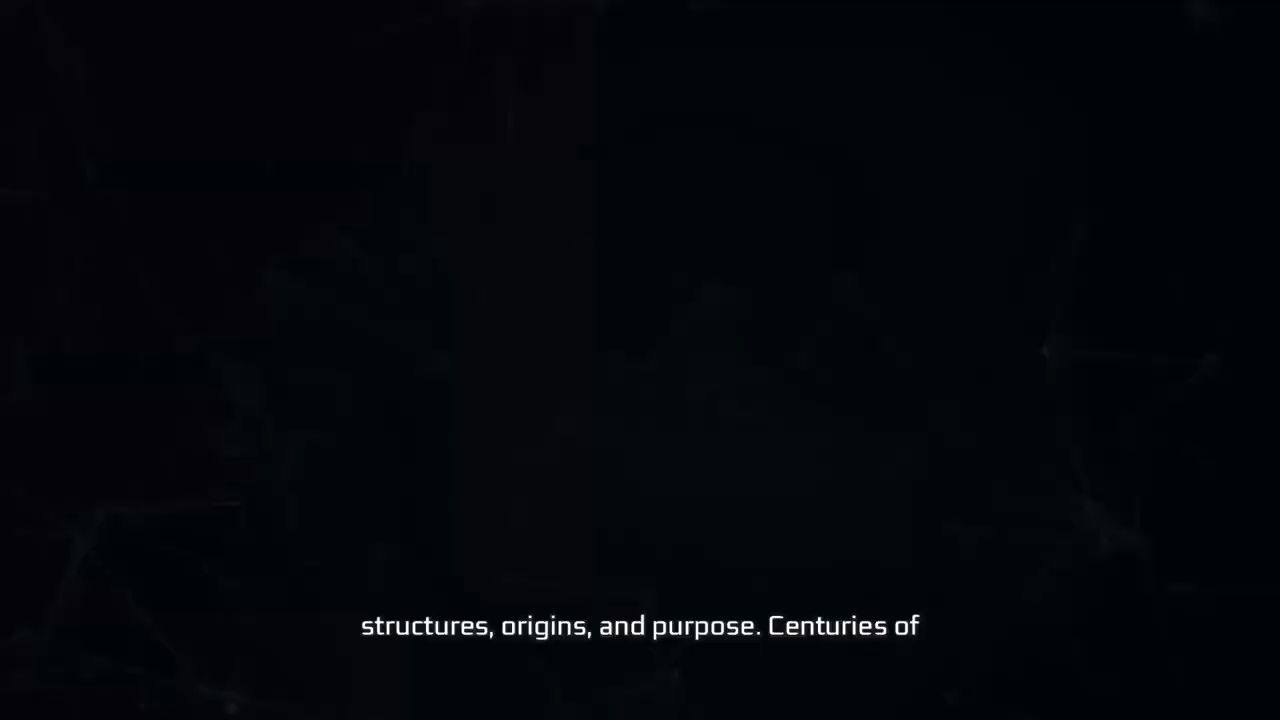 structures, origins, and purpose. Centuries of